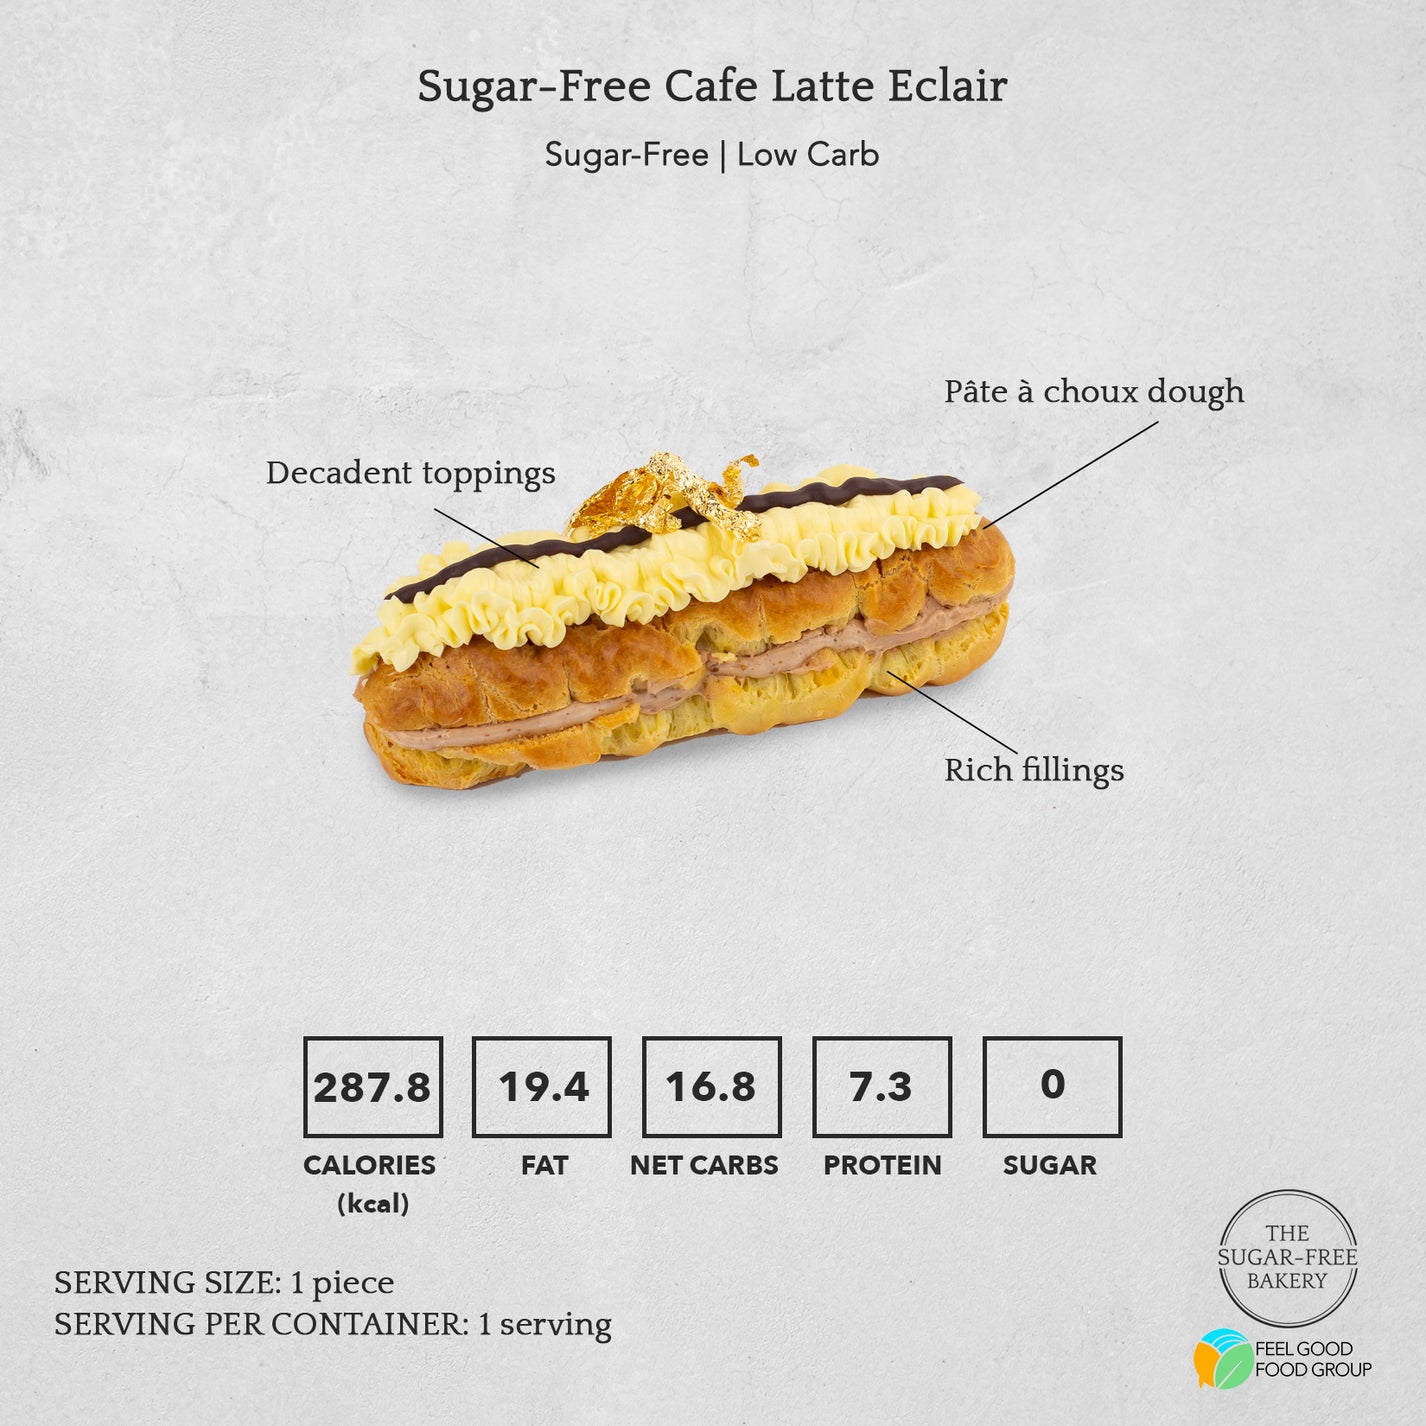 Sugar-Free Cafe Latte Eclair
Sugar-Free | Low Carb
Pâte à choux dough
Decadent toppings
Rich fillings
287.8 19.4 16.8 7.3 0
CALORIES FAT NET CARBS PROTEIN SUGAR
(kcal)
SERVING SIZE: 1 piece
SERVING PER CONTAINER: 1 serving
THE
SUGAR-FREE
BAKERY
FEEL GOOD
FOOD GROUP